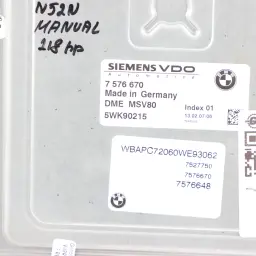 N52N
MANUAL
218 hp
SIEMENS VDO
Automotive
7 576 670
Made in Germany
DME MSV80
Index 01
5WK90215
WBAPC72060WE93062
7527750
7576670
7576648